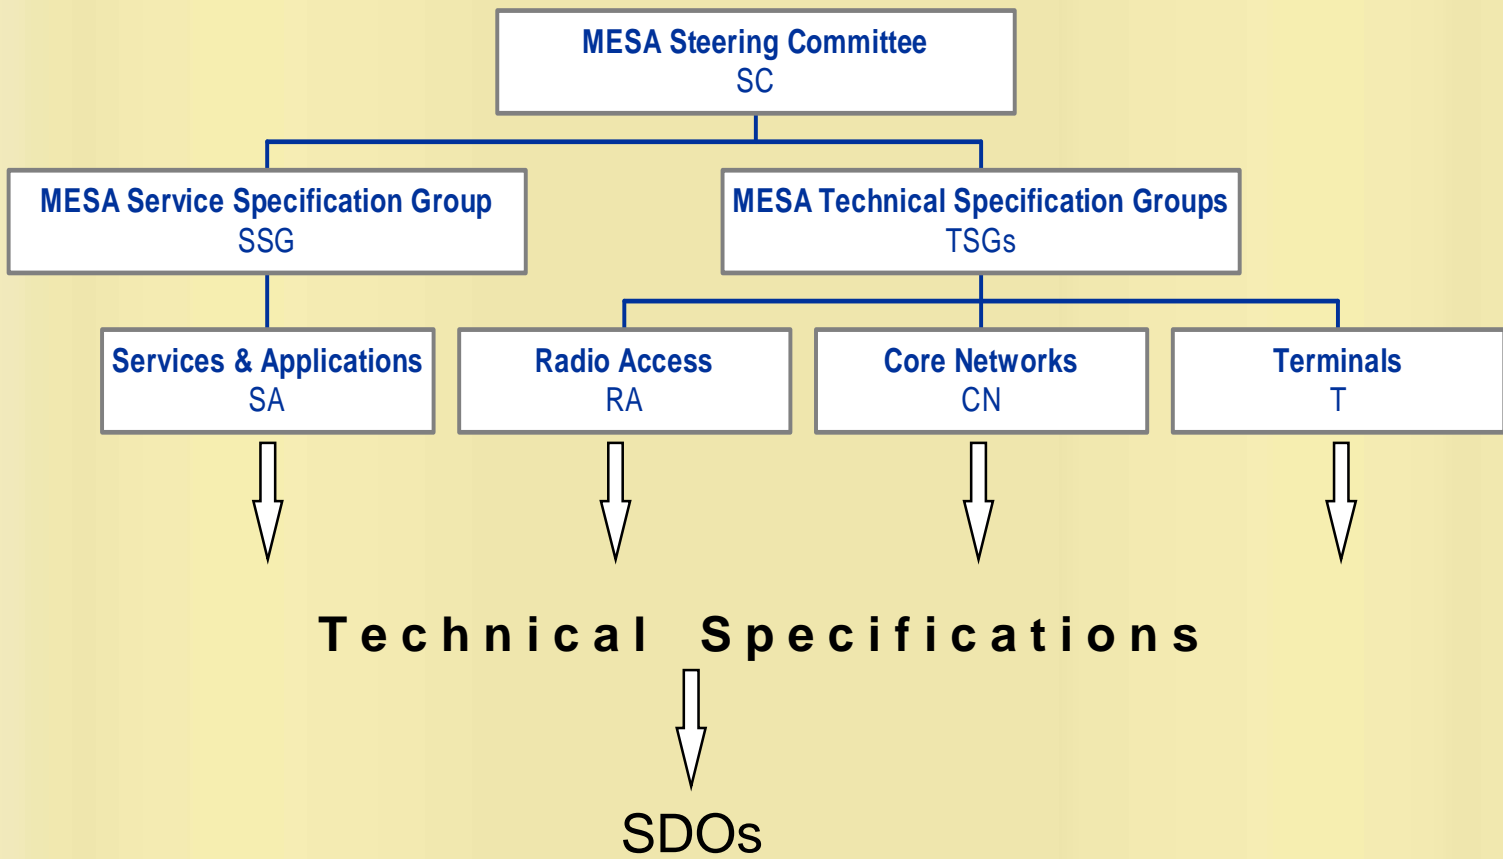 MESA Steering Committee
SC
MESA Service Specification Group
SSG
MESA Technical Specification Groups
TSGs
Services & Applications
SA
Radio Access
RA
Core Networks
CN
Terminals
T
Technical Specifications
SDOs